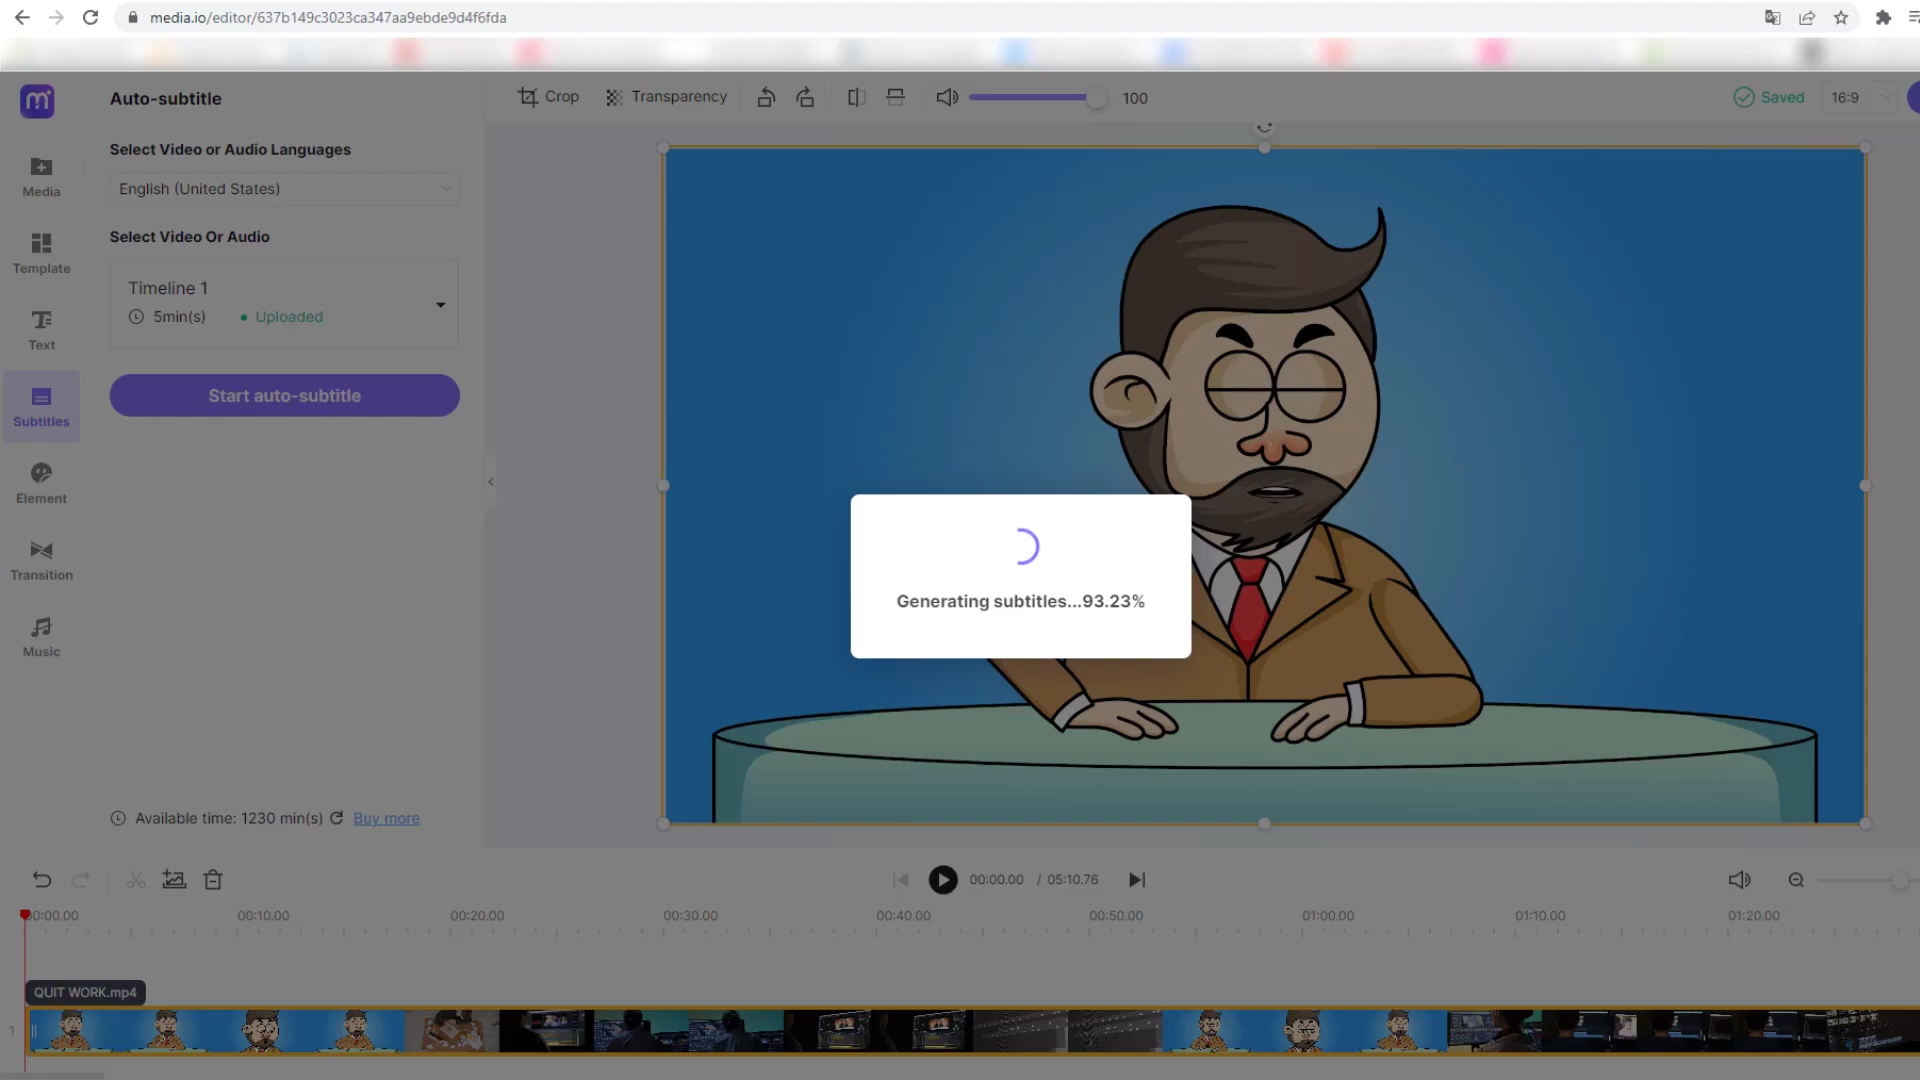 media.io/editor/637b149c3023ca347aa9ebde9d4f6fda
Auto-subtitle
Crop
Transparency
100
Saved
16:9
Select Video or Audio Languages
English (United States)
Media
Select Video Or Audio
Template
Timeline 1
5min(s)
Uploaded
Text
Start auto-subtitle
Subtitles
Element
Transition
Generating subtitles...93.23%
Music
Available time: 1230 min(s)
Buy more
00:00.00 / 05:10.76
00:00.00 00:10.00 00:20.00 00:30.00 00:40.00 00:50.00 01:00.00 01:10.00 01:20.00
QUIT WORK.mp4
1